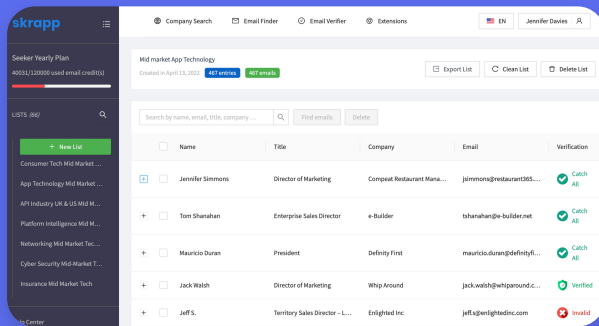 skrapp
Company Search
Email Finder
Email Verifier
Extensions
EN
Jennifer Davies
Seeker Yearly Plan
40031/120000 used email credit(s)
LISTS (66)
+ New List
Consumer Tech Mid Market ...
App Technology Mid Market ...
API Industry UK & US Mid M...
Platform Intelligence Mid M...
Networking Mid-Market Tec...
Cyber Security Mid-Market T...
Insurance Mid Market Tech
Help Center
Mid market App Technology
Created in April 13, 2022
467 entries
467 emails
Export List
Clean List
Delete List
Search by name, email, title, company ...
Find emails
Delete
Name Title Company Email Verification
Jennifer Simmons Director of Marketing Compeat Restaurant Mana... jsimmons@restaurant365.... Catch All
Tom Shanahan Enterprise Sales Director e-Builder tshanahan@e-builder.net Catch All
Mauricio Duran President Definity First mauricio.duran@definityfi... Catch All
Jack Walsh Director of Marketing Whip Around jack.walsh@whiparound.c... Verified
Jeff S. Territory Sales Director – L... Enlighted Inc jeff.s@enlightedinc.com Invalid